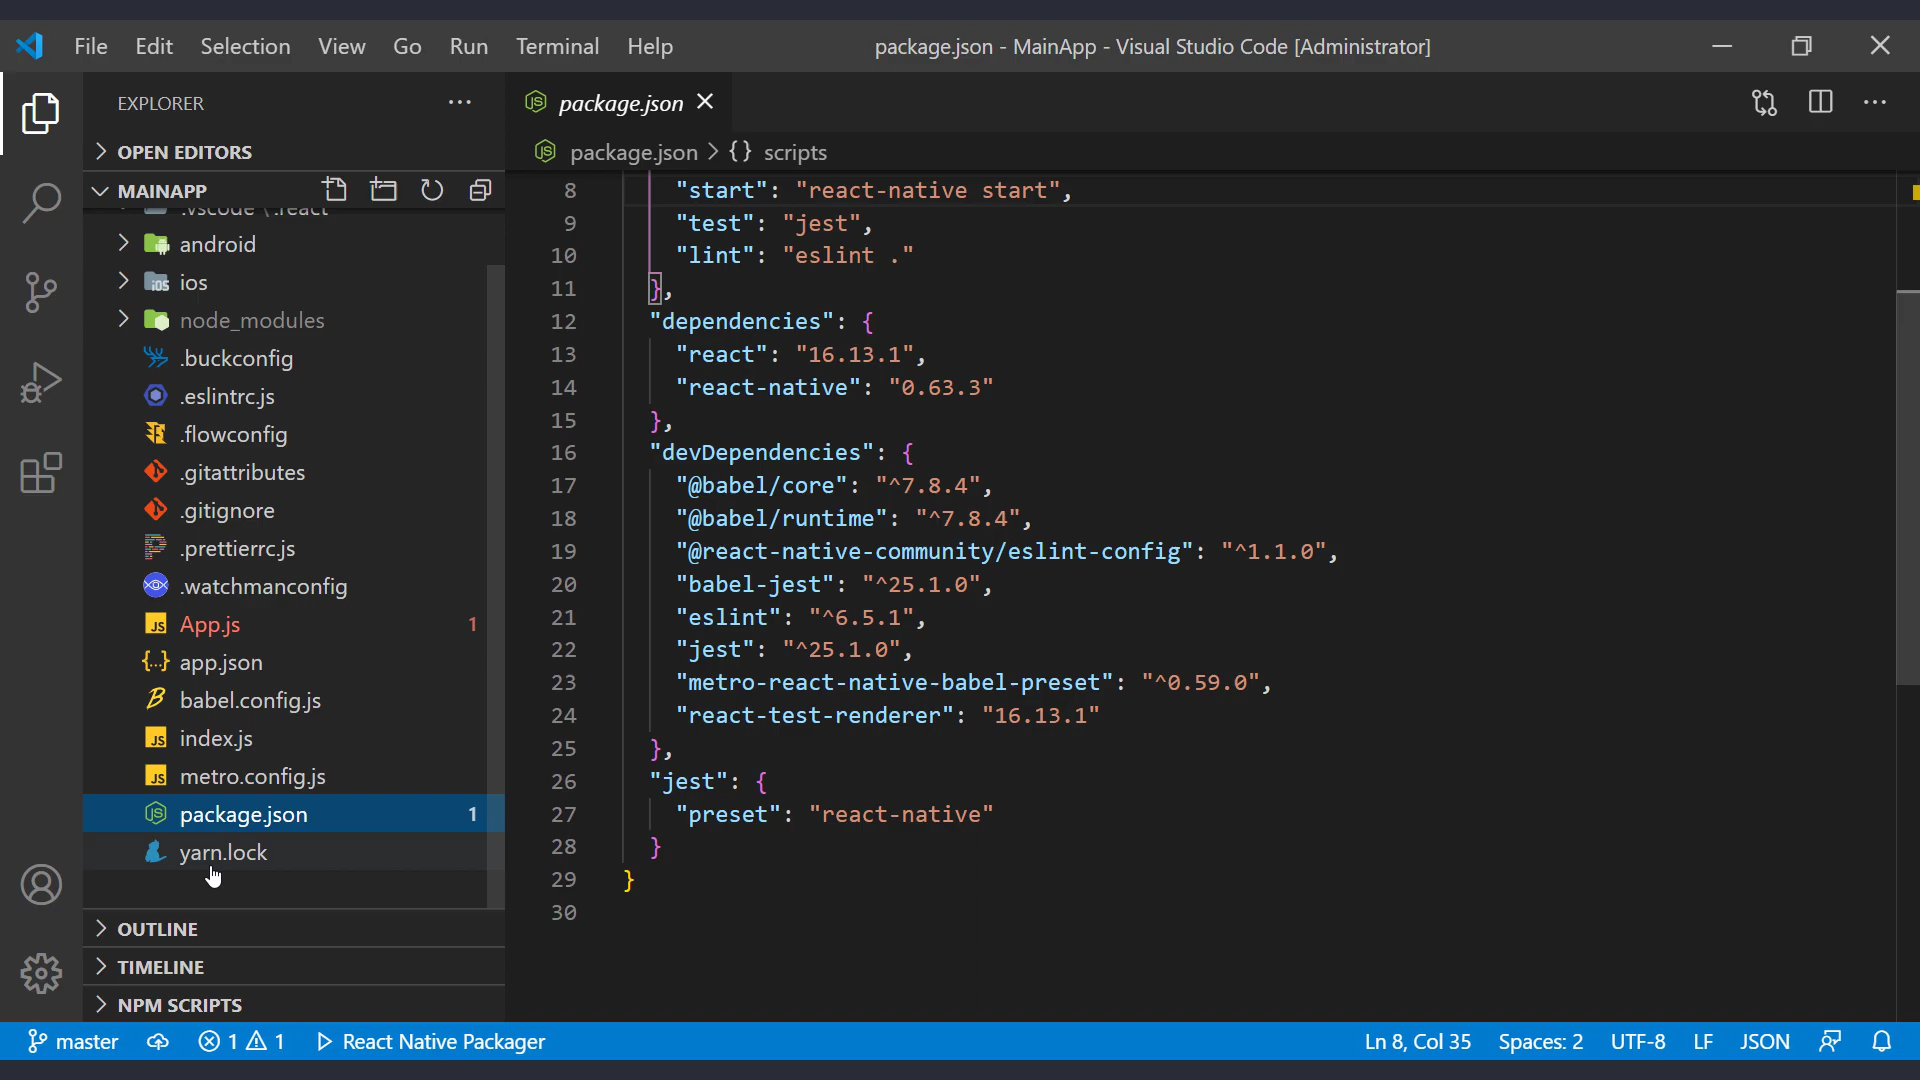 File Edit Selection View Go Run Terminal Help
package.json - MainApp - Visual Studio Code [Administrator]
EXPLORER
OPEN EDITORS
MAINAPP
.vscode \ .react
android
ios
node_modules
.buckconfig
.eslintrc.js
.flowconfig
.gitattributes
.gitignore
.prettierrc.js
.watchmanconfig
App.js 1
app.json
babel.config.js
index.js
metro.config.js
package.json 1
yarn.lock
OUTLINE
TIMELINE
NPM SCRIPTS
package.json
package.json > {} scripts
8 "start": "react-native start",
9 "test": "jest",
10 "lint": "eslint ."
11 },
12 "dependencies": {
13 "react": "16.13.1",
14 "react-native": "0.63.3"
15 },
16 "devDependencies": {
17 "@babel/core": "^7.8.4",
18 "@babel/runtime": "^7.8.4",
19 "@react-native-community/eslint-config": "^1.1.0",
20 "babel-jest": "^25.1.0",
21 "eslint": "^6.5.1",
22 "jest": "^25.1.0",
23 "metro-react-native-babel-preset": "^0.59.0",
24 "react-test-renderer": "16.13.1"
25 },
26 "jest": {
27 "preset": "react-native"
28 }
29 }
30
master 1 1 React Native Packager
Ln 8, Col 35 Spaces: 2 UTF-8 LF JSON